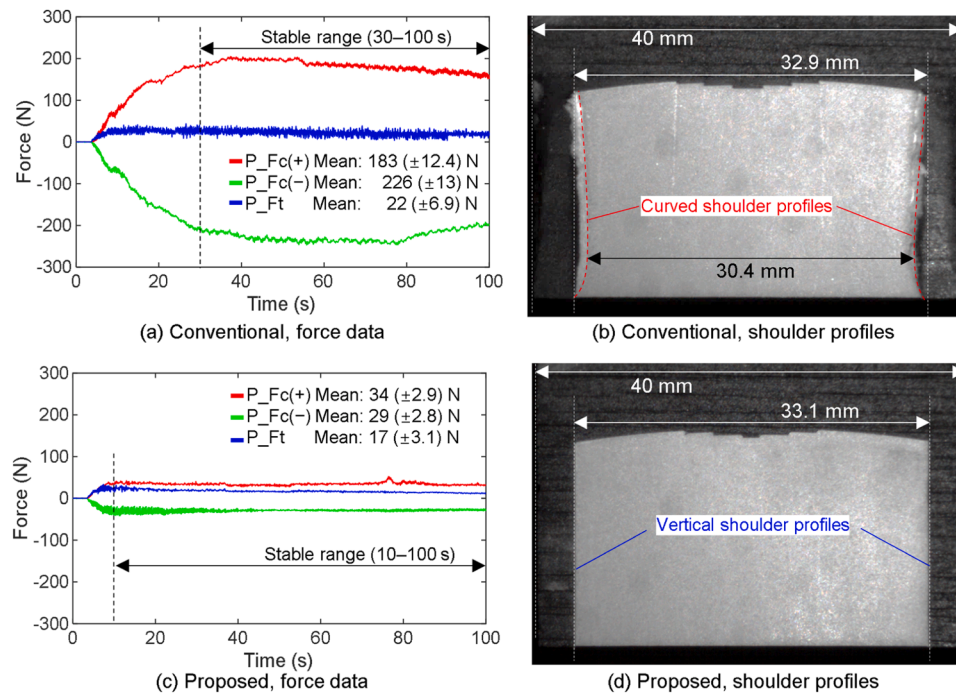 300
200
100
0
-100
-200
-300
Force (N)
Stable range (30–100 s)
P_Fc(+) Mean: 183 (±12.4) N
P_Fc(−) Mean: 226 (±13) N
P_Ft Mean: 22 (±6.9) N
0 20 40 60 80 100
Time (s)
(a) Conventional, force data
40 mm
32.9 mm
Curved shoulder profiles
30.4 mm
(b) Conventional, shoulder profiles
300
200
100
0
-100
-200
-300
Force (N)
P_Fc(+) Mean: 34 (±2.9) N
P_Fc(−) Mean: 29 (±2.8) N
P_Ft Mean: 17 (±3.1) N
Stable range (10–100 s)
0 20 40 60 80 100
Time (s)
(c) Proposed, force data
40 mm
33.1 mm
Vertical shoulder profiles
(d) Proposed, shoulder profiles